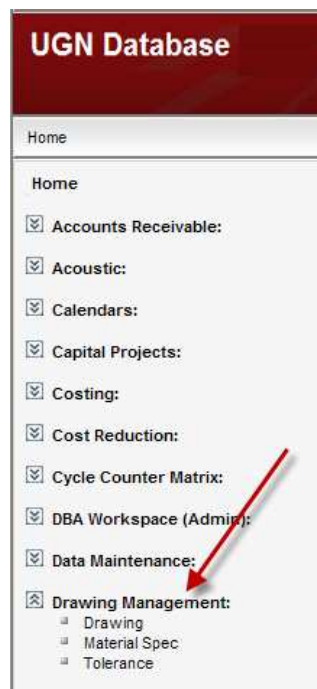 UGN Database
Home
Home
Accounts Receivable:
Acoustic:
Calendars:
Capital Projects:
Costing:
Cost Reduction:
Cycle Counter Matrix:
DBA Workspace (Admin):
Data Maintenance:
Drawing Management:
Drawing
Material Spec
Tolerance